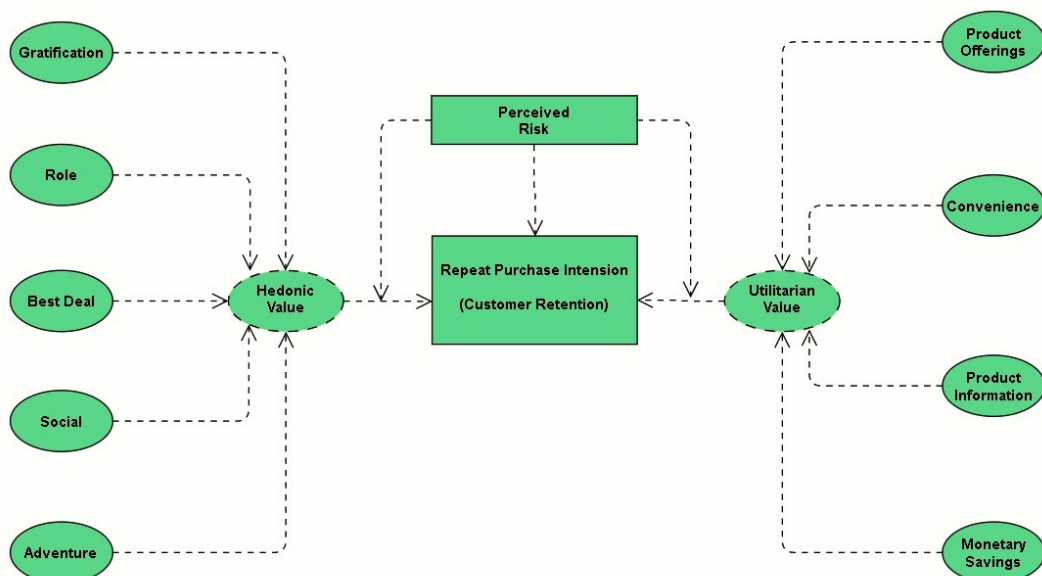 Gratification
Product
Offerings
Perceived
Risk
Role
Convenience
Repeat Purchase Intension
(Customer Retention)
Best Deal
Hedonic
Value
Utilitarian
Value
Product
Information
Social
Adventure
Monetary
Savings